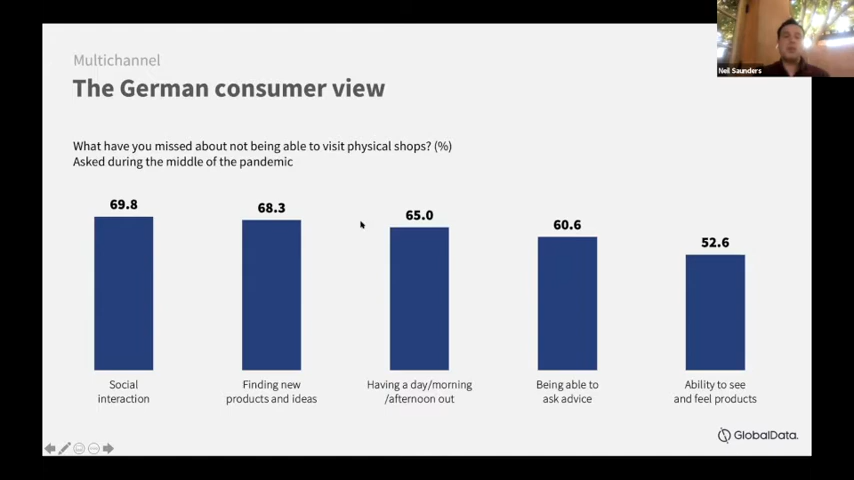 Multichannel
The German consumer view
What have you missed about not being able to visit physical shops? (%)
Asked during the middle of the pandemic
69.8
68.3
65.0
60.6
52.6
Social
interaction
Finding new
products and ideas
Having a day/morning
/afternoon out
Being able to
ask advice
Ability to see
and feel products
GlobalData.
Neil Saunders